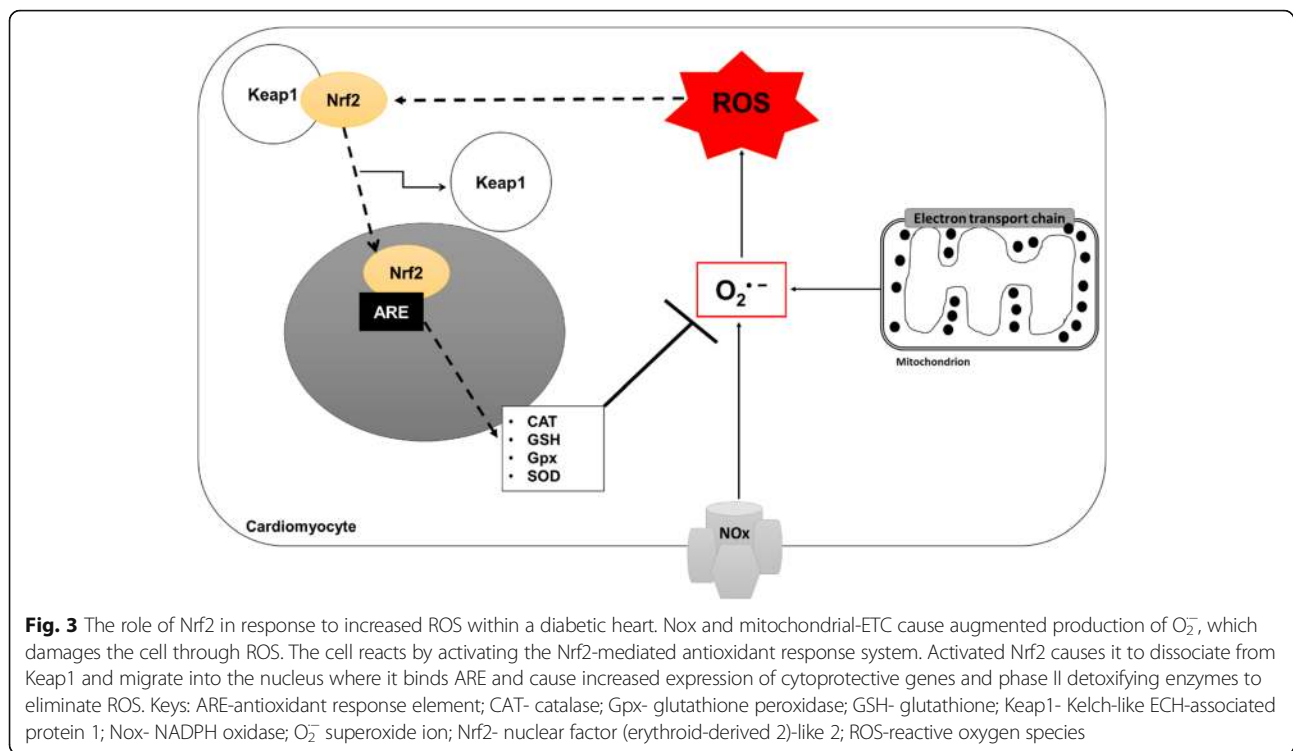 Keap1
Nrf2
ROS
Keap1
Electron transport chain
Nrf2
O₂•−
ARE
Mitochondrion
• CAT
• GSH
• Gpx
• SOD
Cardiomyocyte
NOx
Fig. 3 The role of Nrf2 in response to increased ROS within a diabetic heart. Nox and mitochondrial-ETC cause augmented production of O₂⁻, which
damages the cell through ROS. The cell reacts by activating the Nrf2-mediated antioxidant response system. Activated Nrf2 causes it to dissociate from
Keap1 and migrate into the nucleus where it binds ARE and cause increased expression of cytoprotective genes and phase II detoxifying enzymes to
eliminate ROS. Keys: ARE-antioxidant response element; CAT- catalase; Gpx- glutathione peroxidase; GSH- glutathione; Keap1- Kelch-like ECH-associated
protein 1; Nox- NADPH oxidase; O₂⁻ superoxide ion; Nrf2- nuclear factor (erythroid-derived 2)-like 2; ROS-reactive oxygen species